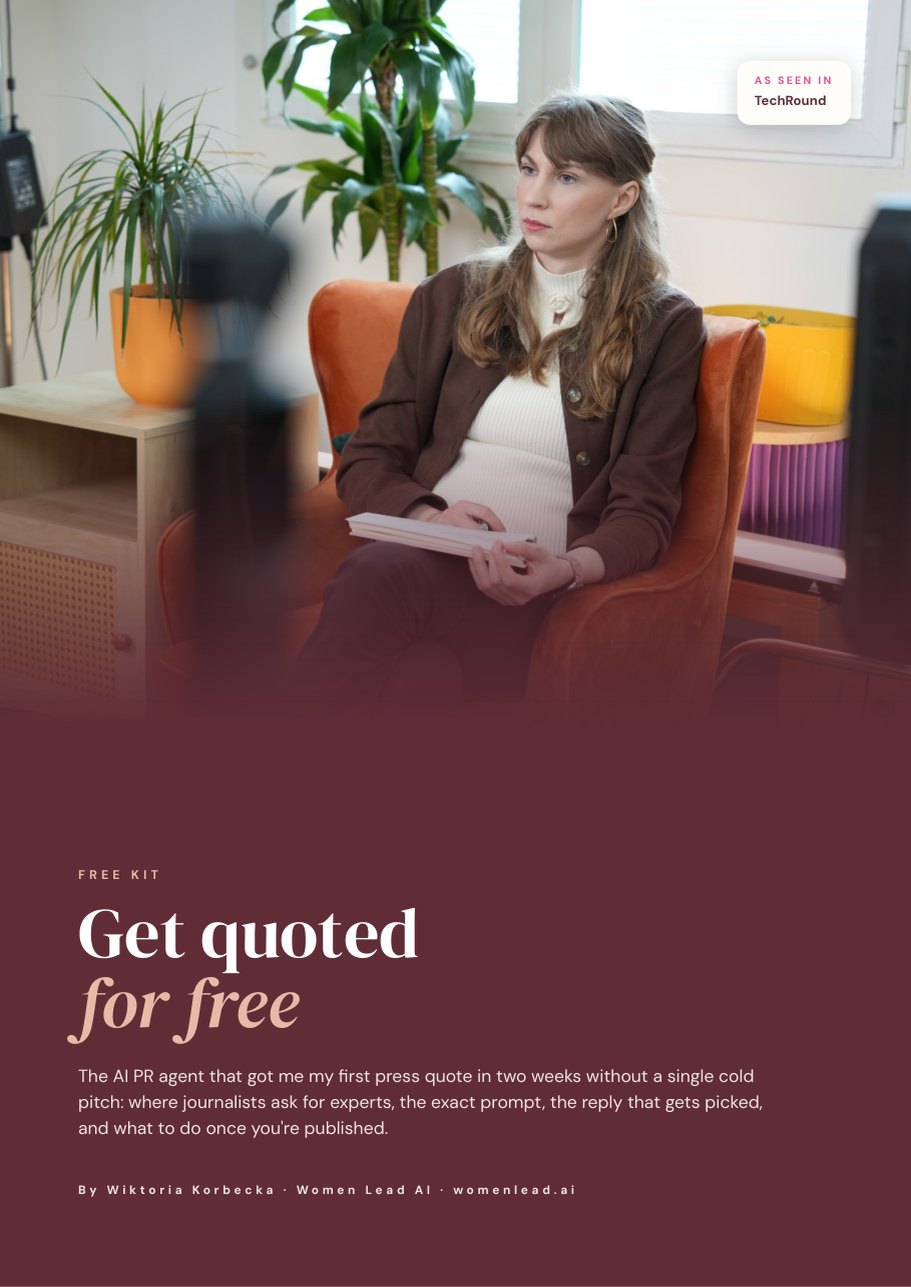 AS SEEN IN
TechRound
FREE KIT
Get quoted
for free
The AI PR agent that got me my first press quote in two weeks without a single cold
pitch: where journalists ask for experts, the exact prompt, the reply that gets picked,
and what to do once you're published.
By Wiktoria Korbecka · Women Lead AI · womenlead.ai